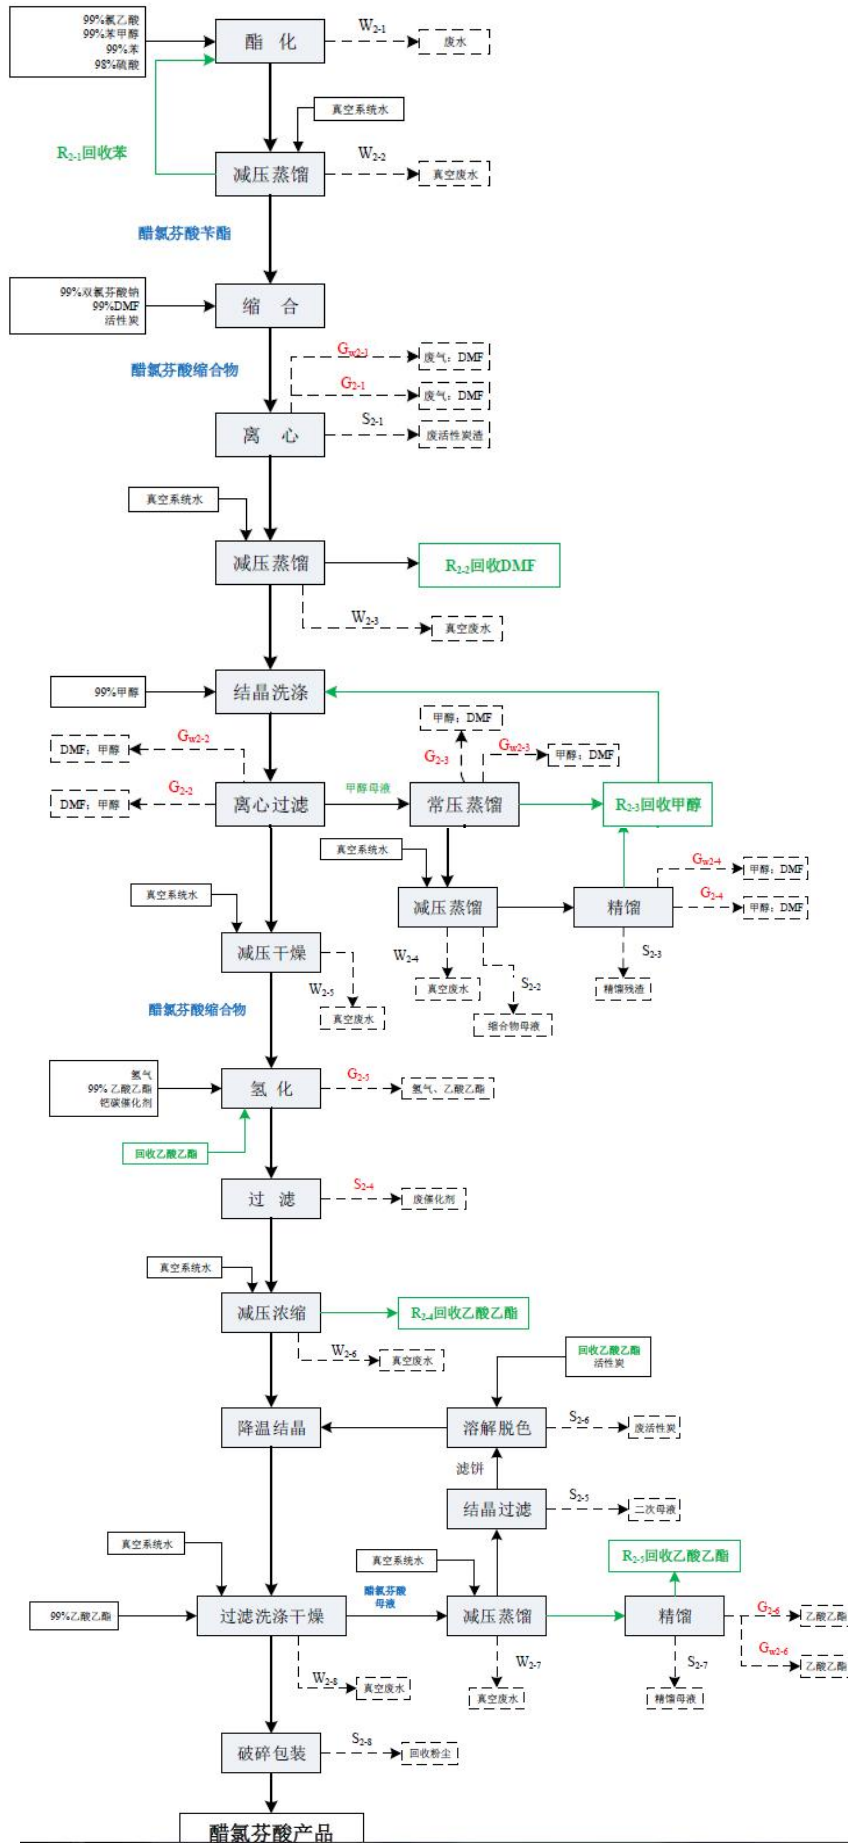 99%氯乙酸
99%苯甲醇
99%苯
98%硫酸
酯 化
W2-1
废水
真空系统水
R2-1回收苯
减压蒸馏
W2-2
真空废水
醋氯芬酸苄酯
99%双氯芬酸钠
99%DMF
活性炭
缩 合
醋氯芬酸缩合物
Gw2-1
废气：DMF
G2-1
废气：DMF
离 心
S2-1
废活性炭渣
真空系统水
减压蒸馏
R2-2回收DMF
W2-3
真空废水
99%甲醇
结晶洗涤
Gw2-2
DMF：甲醇
G2-2
DMF：甲醇
离心过滤
甲醇母液
甲醇：DMF
G2-3
Gw2-3
甲醇：DMF
常压蒸馏
R2-3回收甲醇
真空系统水
减压蒸馏
精馏
Gw2-4
甲醇：DMF
G2-4
甲醇：DMF
W2-4
真空废水
S2-2
缩合物母液
S2-3
精馏残渣
真空系统水
减压干燥
W2-5
真空废水
醋氯芬酸缩合物
氢气
99% 乙酸乙酯
钯碳催化剂
氢 化
G2-5
氢气、乙酸乙酯
回收乙酸乙酯
过 滤
S2-4
废催化剂
真空系统水
减压浓缩
R2-4回收乙酸乙酯
W2-6
真空废水
回收乙酸乙酯
活性炭
降温结晶
溶解脱色
S2-6
废活性炭
滤饼
结晶过滤
S2-5
二次母液
真空系统水
真空系统水
R2-5回收乙酸乙酯
99%乙酸乙酯
过滤洗涤干燥
醋氯芬酸
母液
减压蒸馏
精馏
G2-6
乙酸乙酯
Gw2-6
乙酸乙酯
W2-8
真空废水
W2-7
真空废水
S2-7
精馏母液
破碎包装
S2-8
回收粉尘
醋氯芬酸产品